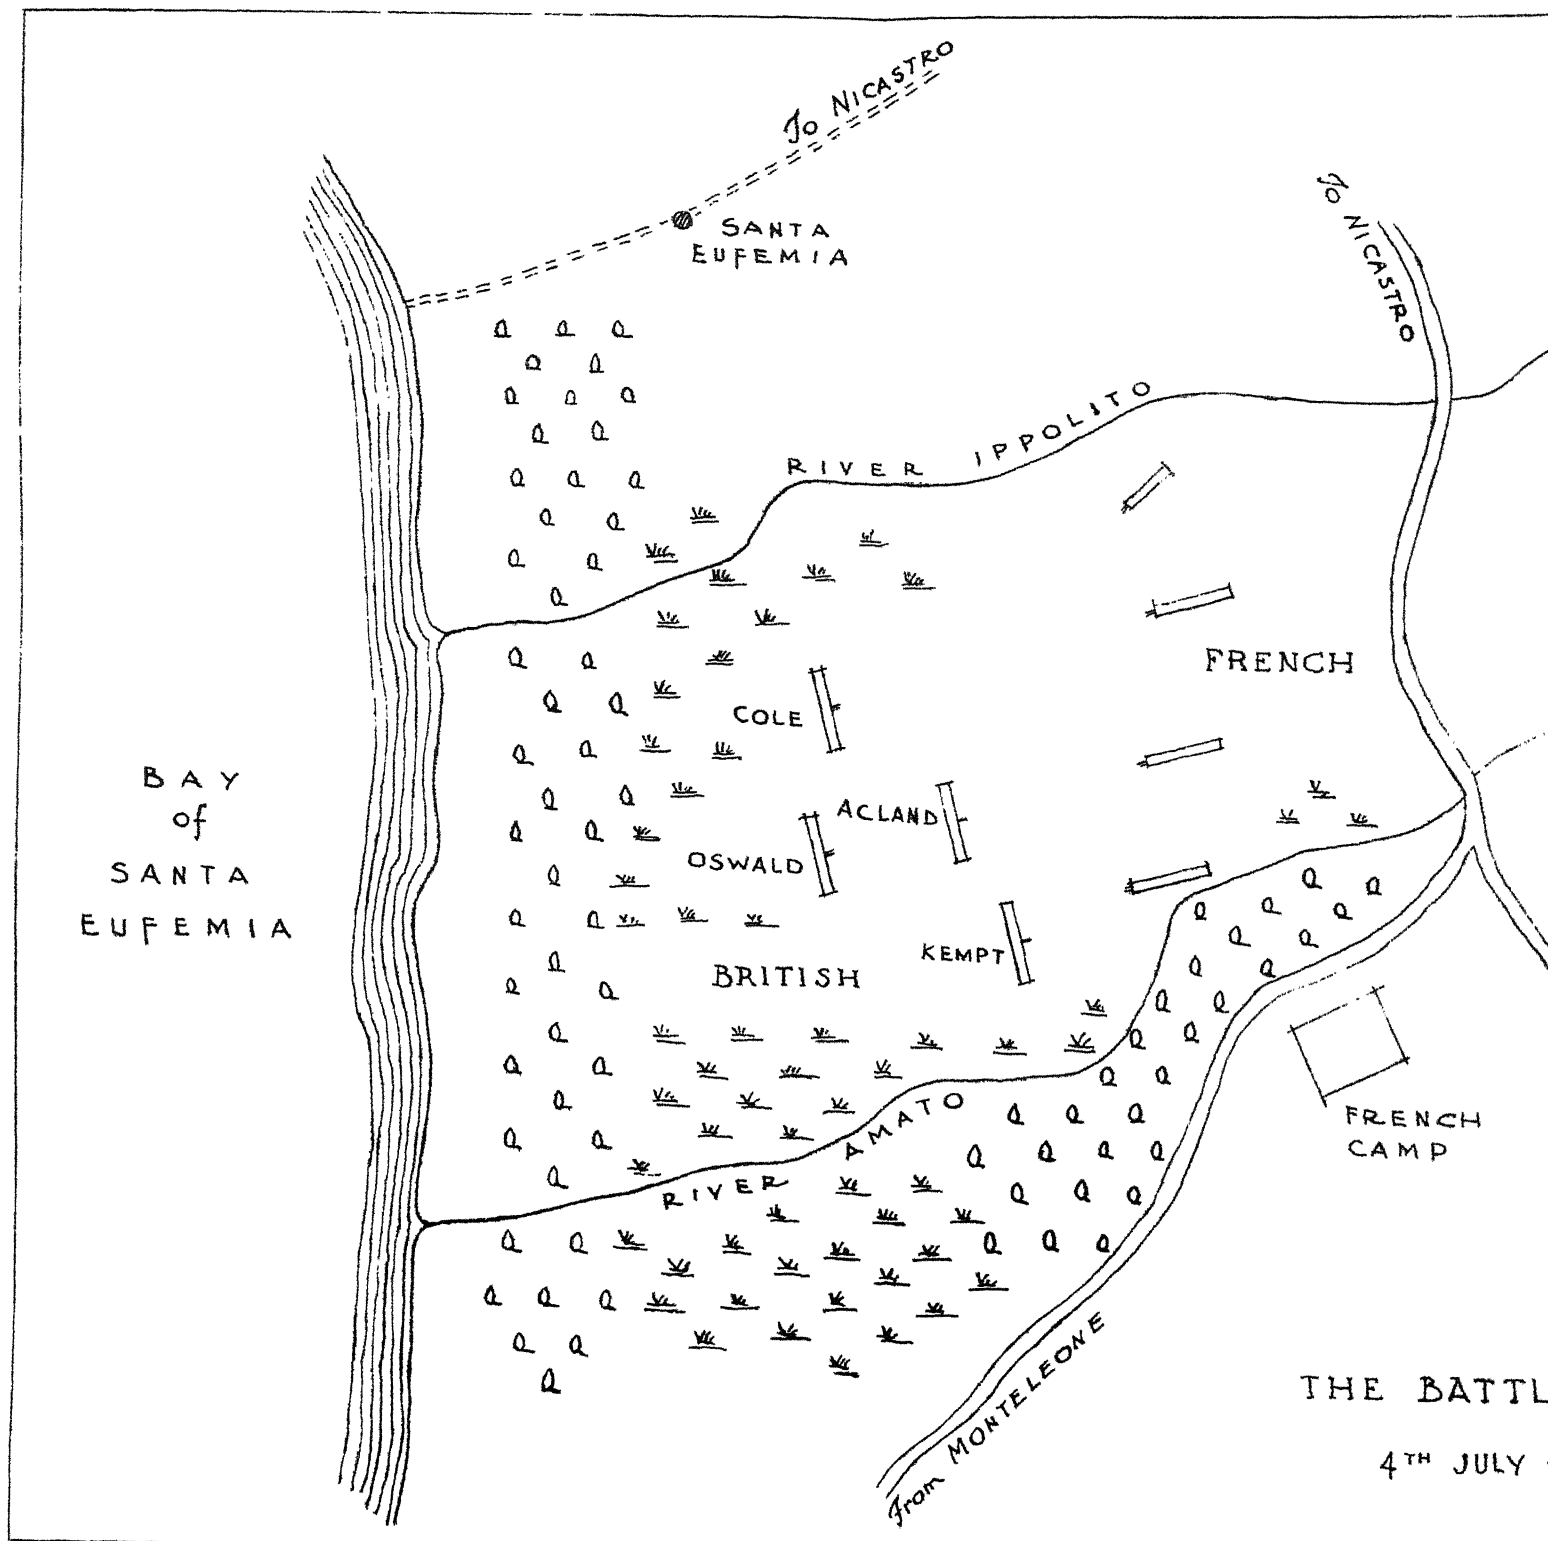 To NICASTRO
SANTA
EUFEMIA
To NICASTRO
RIVER IPPOLITO
FRENCH
COLE
BAY
of
SANTA
EUFEMIA
ACLAND
OSWALD
KEMPT
BRITISH
RIVER AMATO
FRENCH
CAMP
From MONTELEONE
THE BATTL
4TH JULY